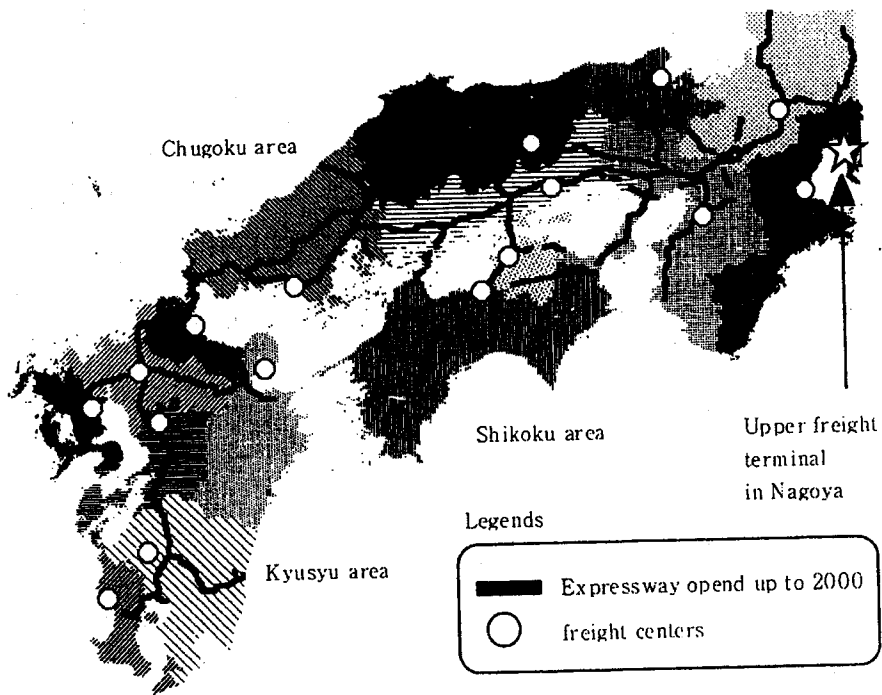 Chugoku area
Shikoku area
Upper freight
terminal
in Nagoya
Legends
Kyusyu area
Expressway opend up to 2000
freight centers